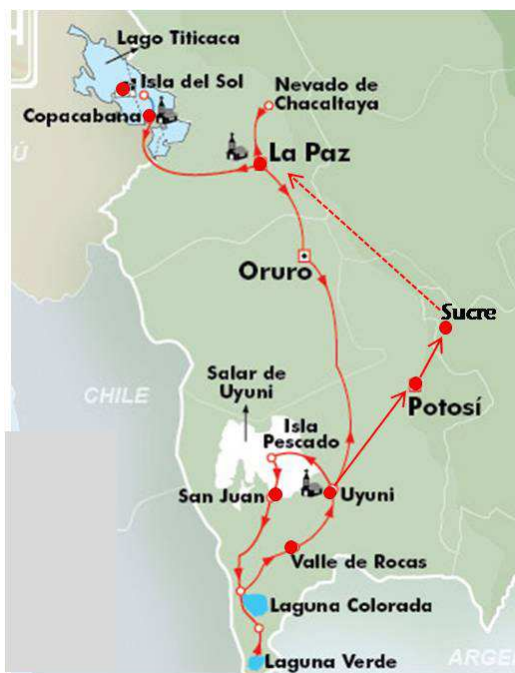 Lago Titicaca
Isla del Sol
Nevado de
Chacaltaya
Copacabana
La Paz
Oruro
Sucre
CHILE
Salar de
Uyuni
Potosí
Isla
Pescado
San Juan
Uyuni
Valle de Rocas
Laguna Colorada
Laguna Verde